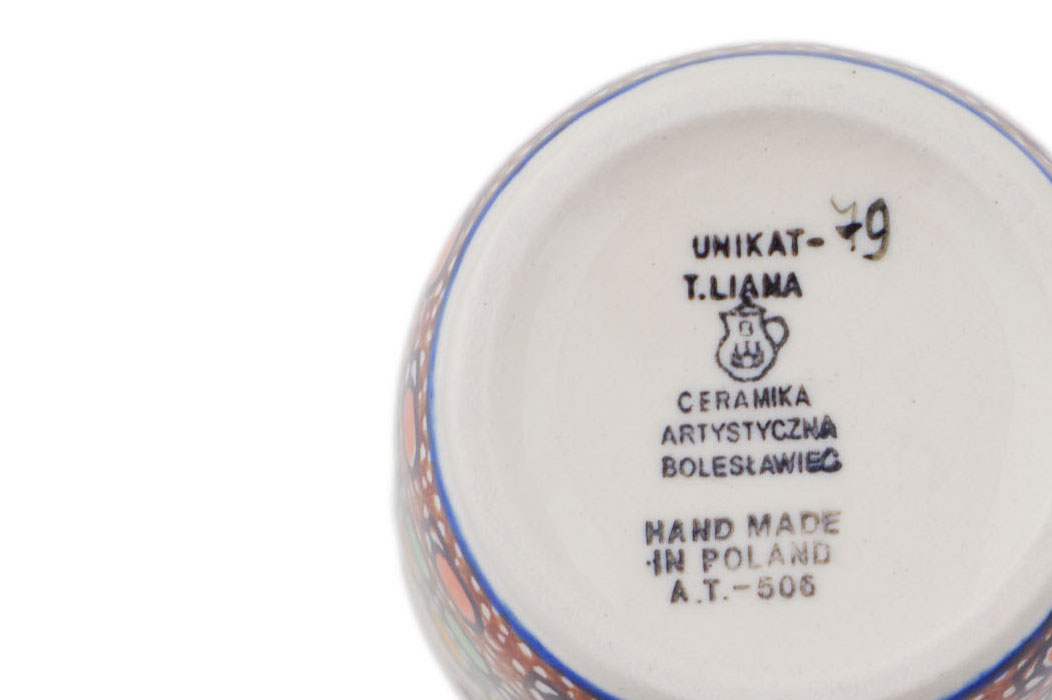 UNIKAT-79
T.LIANA
B
CERAMIKA
ARTYSTYCZNA
BOLESŁAWIEC
HAND MADE
IN POLAND
A.T.-506